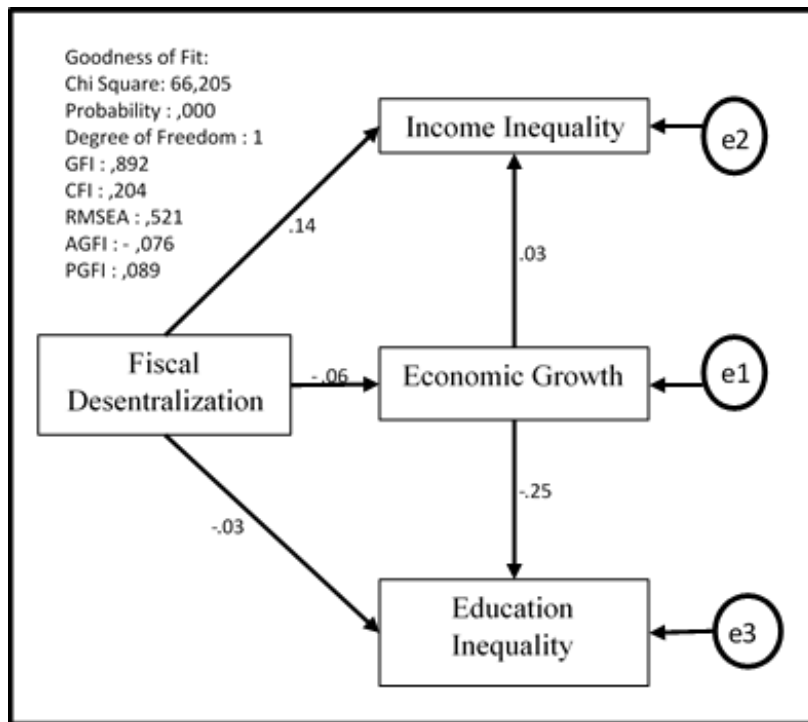 Goodness of Fit:
Chi Square: 66,205
Probability : ,000
Degree of Freedom : 1
GFI : ,892
CFI : ,204
RMSEA : ,521
AGFI : - ,076
PGFI : ,089
Income Inequality
e2
.14
.03
Fiscal
Desentralization
-.06
Economic Growth
e1
-.03
-.25
Education
Inequality
e3